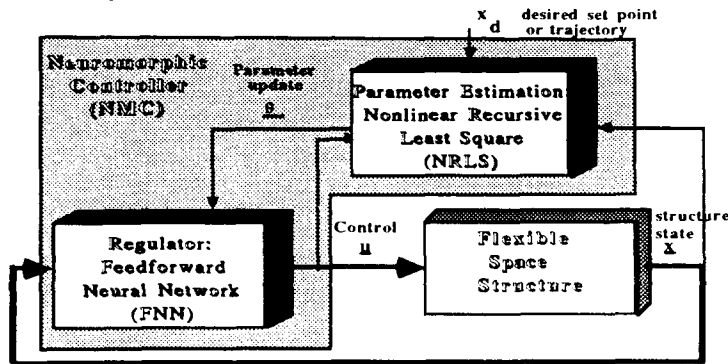 x
d
desired set point
or trajectory
Neuromorphic
Controller
(NMC)
Parameter
update
θ
Parameter Estimation:
Nonlinear Recursive
Least Square
(NRLS)
Regulator:
Feedforward
Neural Network
(FNN)
Control
u
Flexible
Space
Structure
structure
state
x